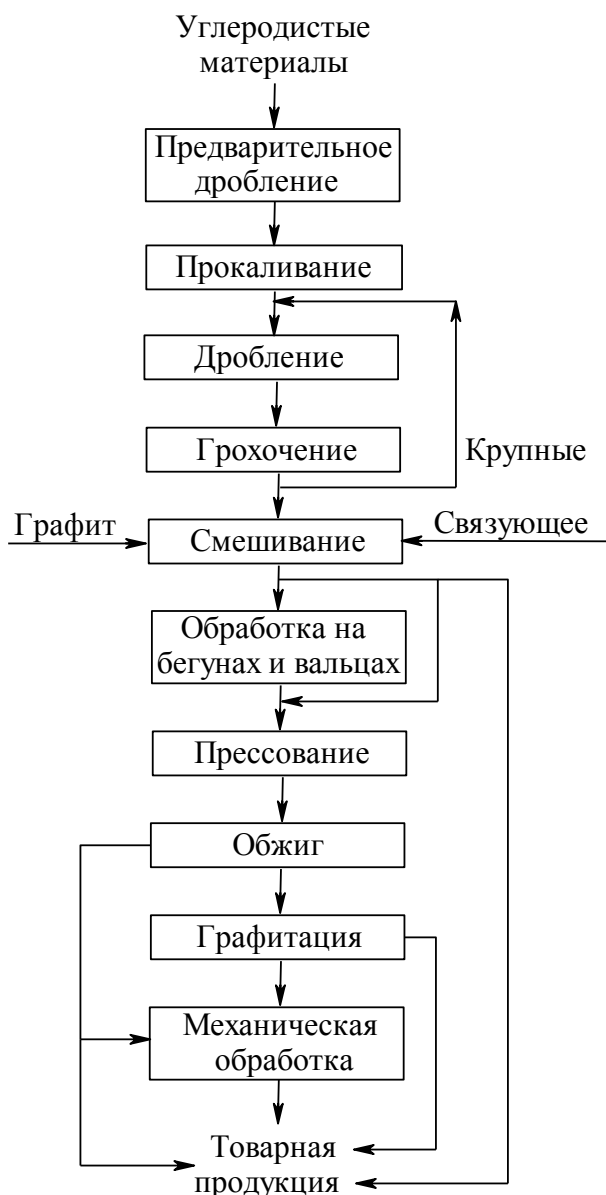 Углеродистые
материалы
Предварительное
дробление
Прокаливание
Дробление
Грохочение
Крупные
Графит
Связующее
Смешивание
Обработка на
бегунах и вальцах
Прессование
Обжиг
Графитация
Механическая
обработка
Товарная
продукция